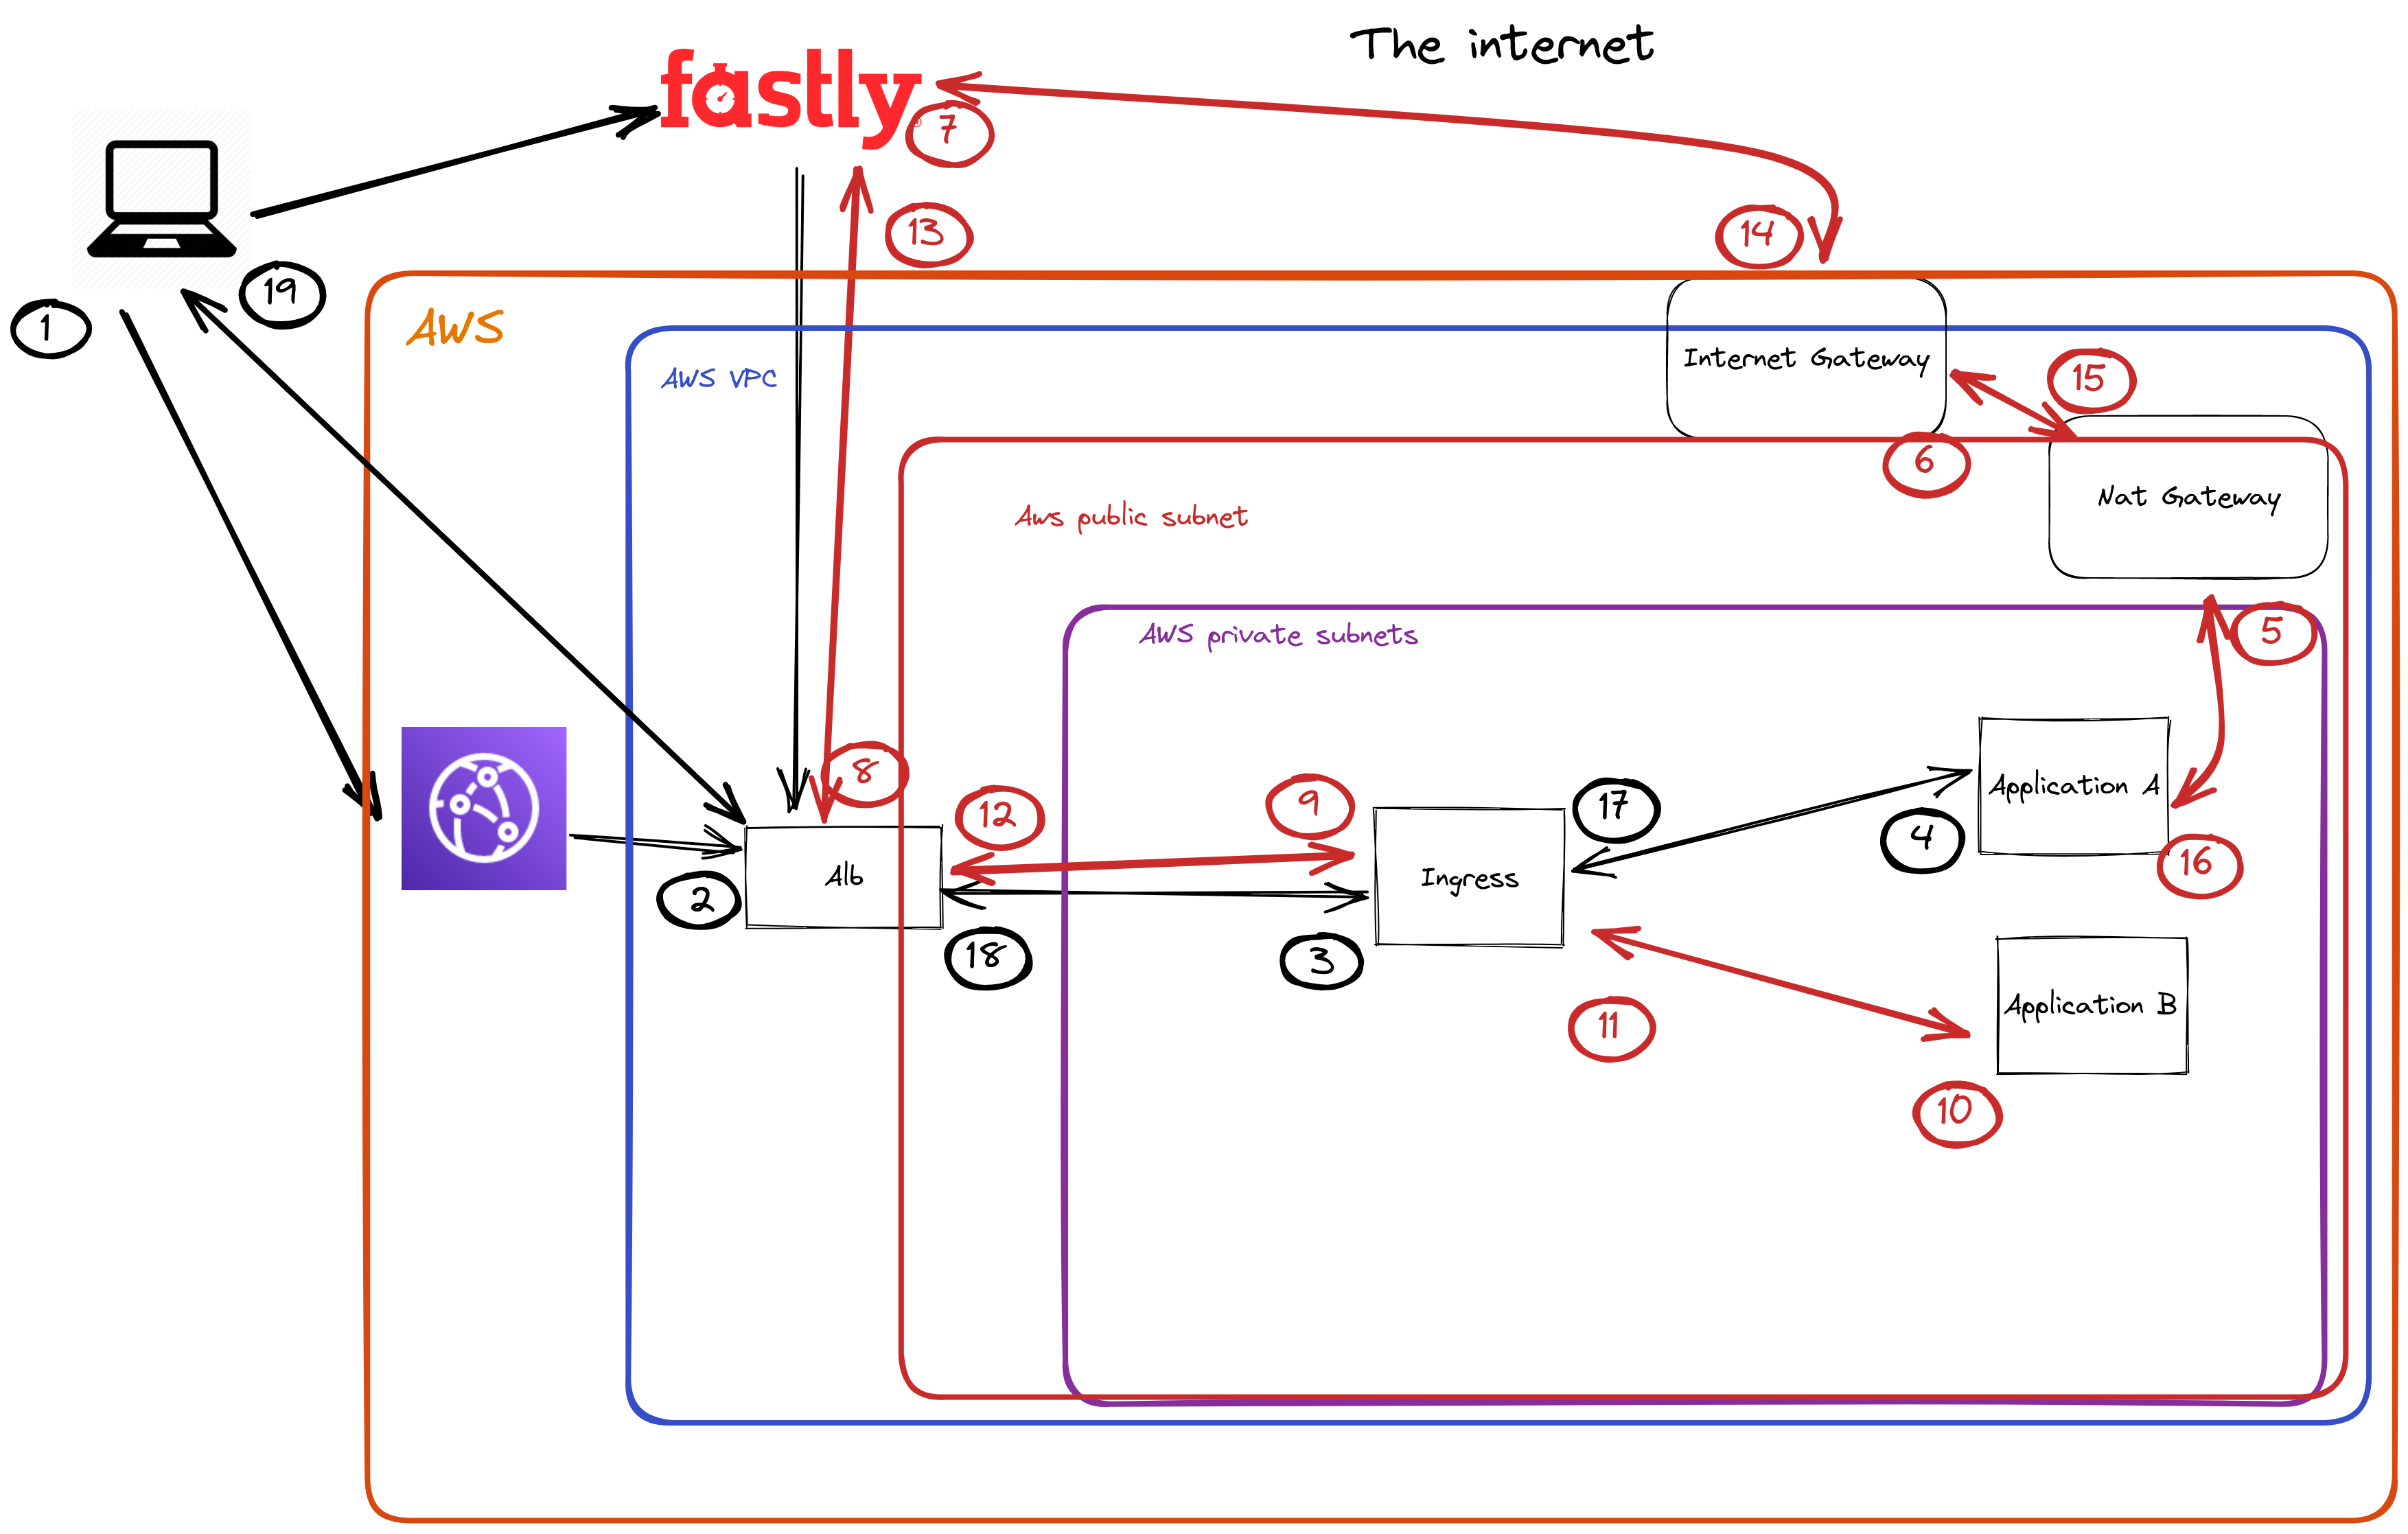 The internet
fastly
®
7
13
14
19
1
AWS
AWS VPC
Internet Gateway
15
6
Nat Gateway
Aws public subnet
5
AWS private subnets
8
12
9
17
Application A
4
16
Alb
Ingress
2
18
3
11
Application B
10